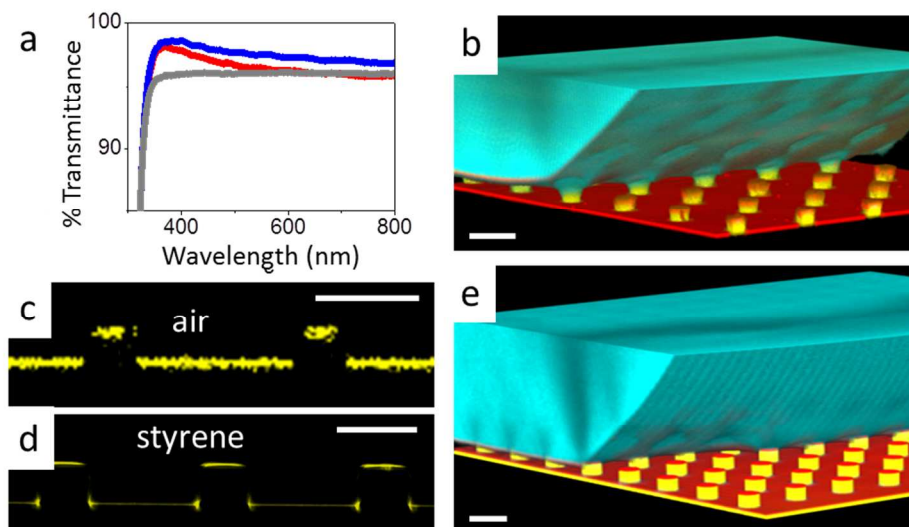 a
100
90
% Transmittance
400
600
800
Wavelength (nm)
b
c
air
d
styrene
e